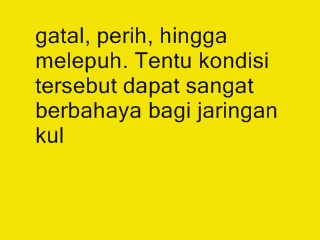 gatal, perih, hingga
melepuh. Tentu kondisi
tersebut dapat sangat
berbahaya bagi jaringan
kul